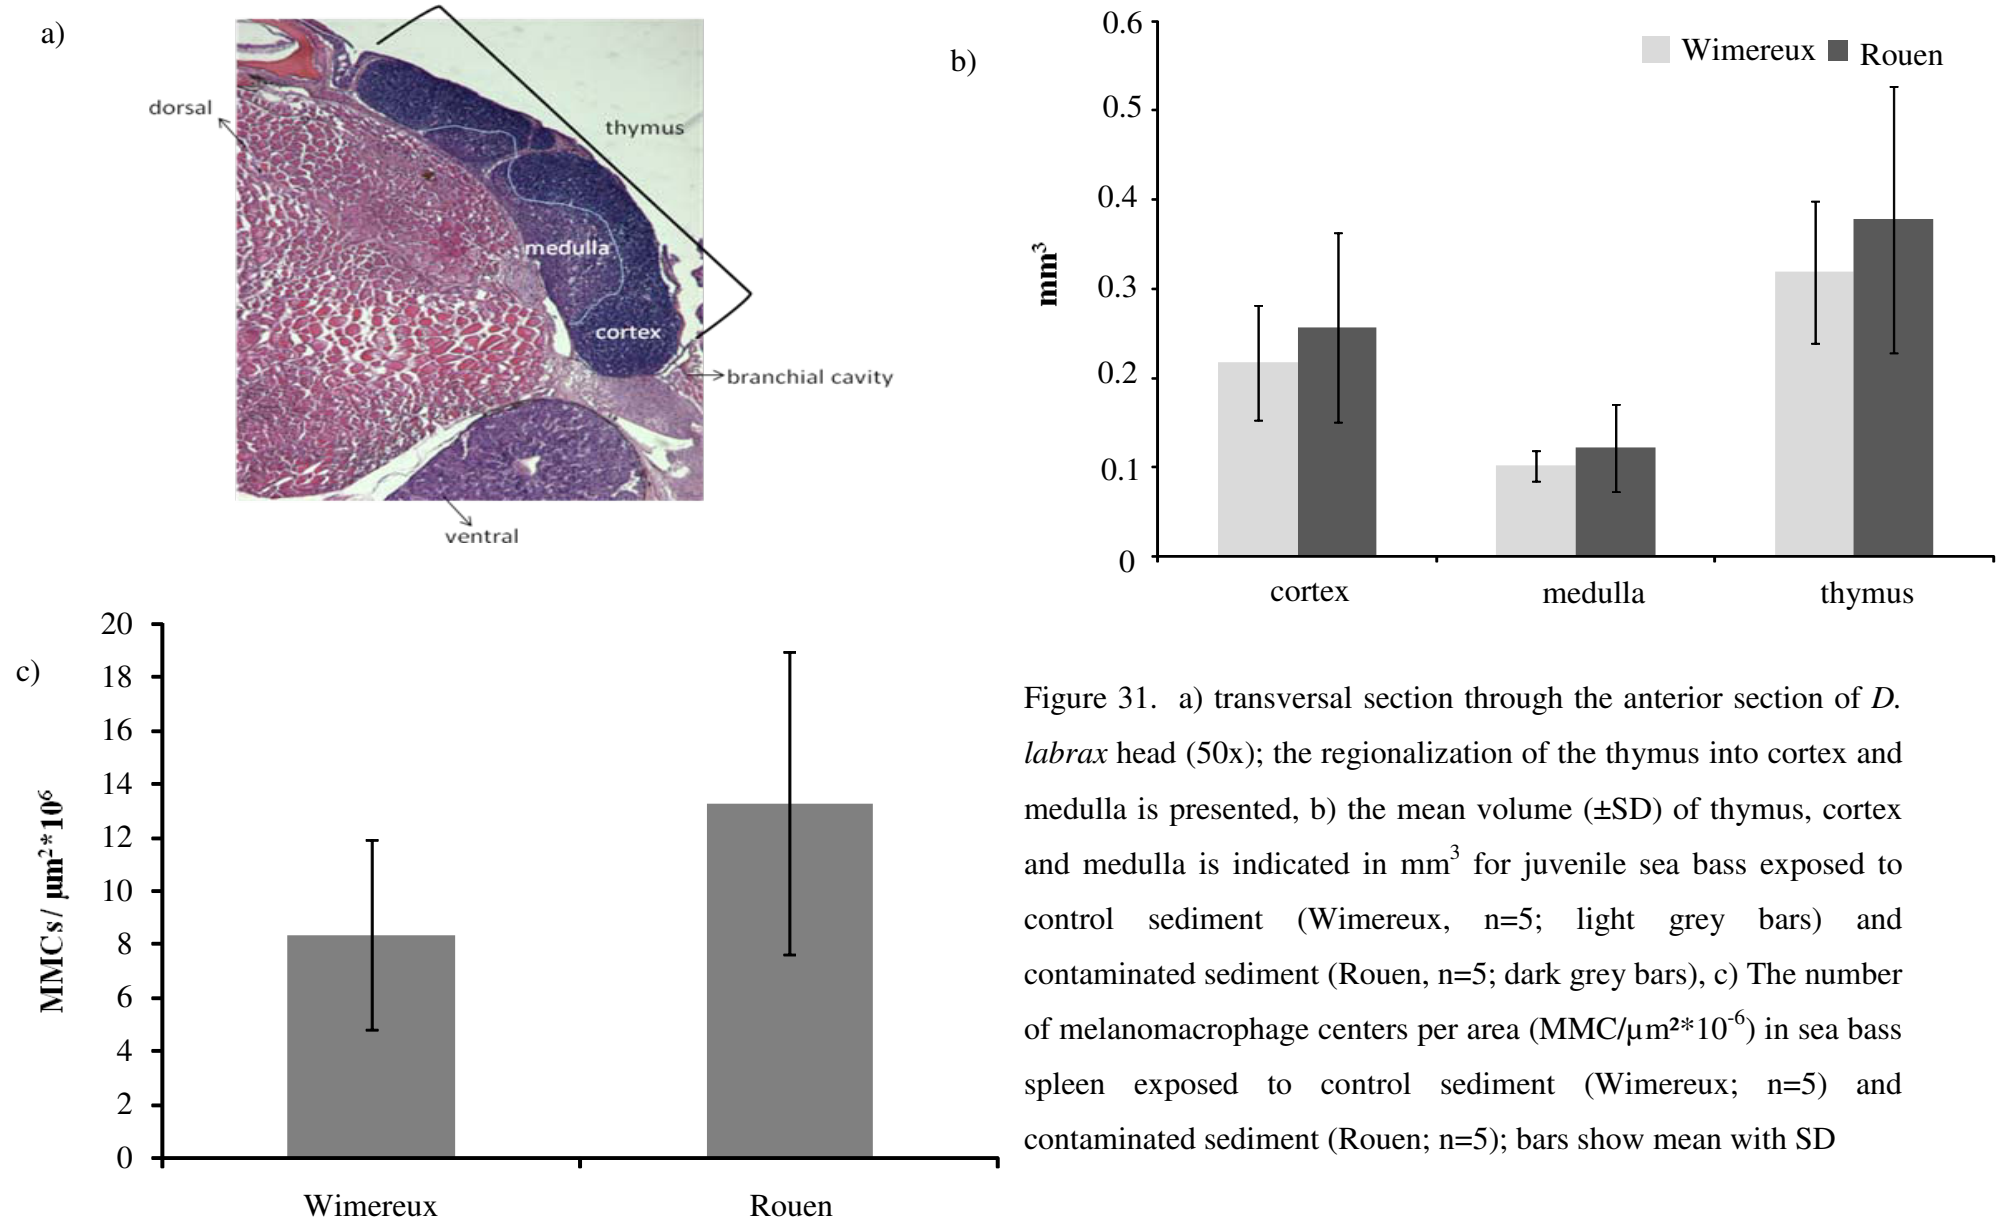 a)
dorsal
thymus
medulla
cortex
branchial cavity
ventral
b)
0.6
0.5
0.4
0.3
0.2
0.1
0
mm³
Wimereux Rouen
cortex medulla thymus
c)
20
18
16
14
12
10
8
6
4
2
0
MMCs/ µm²*10⁶
Wimereux Rouen
Figure 31. a) transversal section through the anterior section of D.
labrax head (50x); the regionalization of the thymus into cortex and
medulla is presented, b) the mean volume (±SD) of thymus, cortex
and medulla is indicated in mm³ for juvenile sea bass exposed to
control sediment (Wimereux, n=5; light grey bars) and
contaminated sediment (Rouen, n=5; dark grey bars), c) The number
of melanomacrophage centers per area (MMC/µm²*10⁻⁶) in sea bass
spleen exposed to control sediment (Wimereux; n=5) and
contaminated sediment (Rouen; n=5); bars show mean with SD